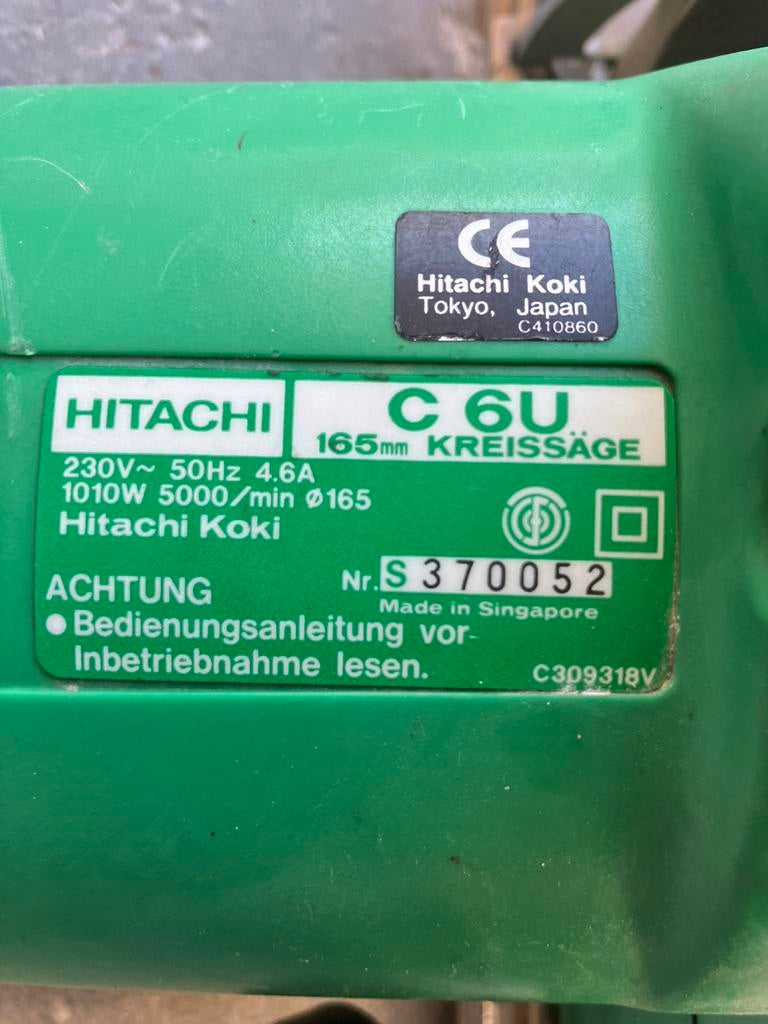 CE
Hitachi Koki
Tokyo, Japan
C410860
HITACHI
C 6U
165mm KREISSÄGE
230V~ 50Hz 4.6A
1010W 5000/min ø165
Hitachi Koki
Nr. S370052
Made in Singapore
ACHTUNG
● Bedienungsanleitung vor
Inbetriebnahme lesen.
C309318V